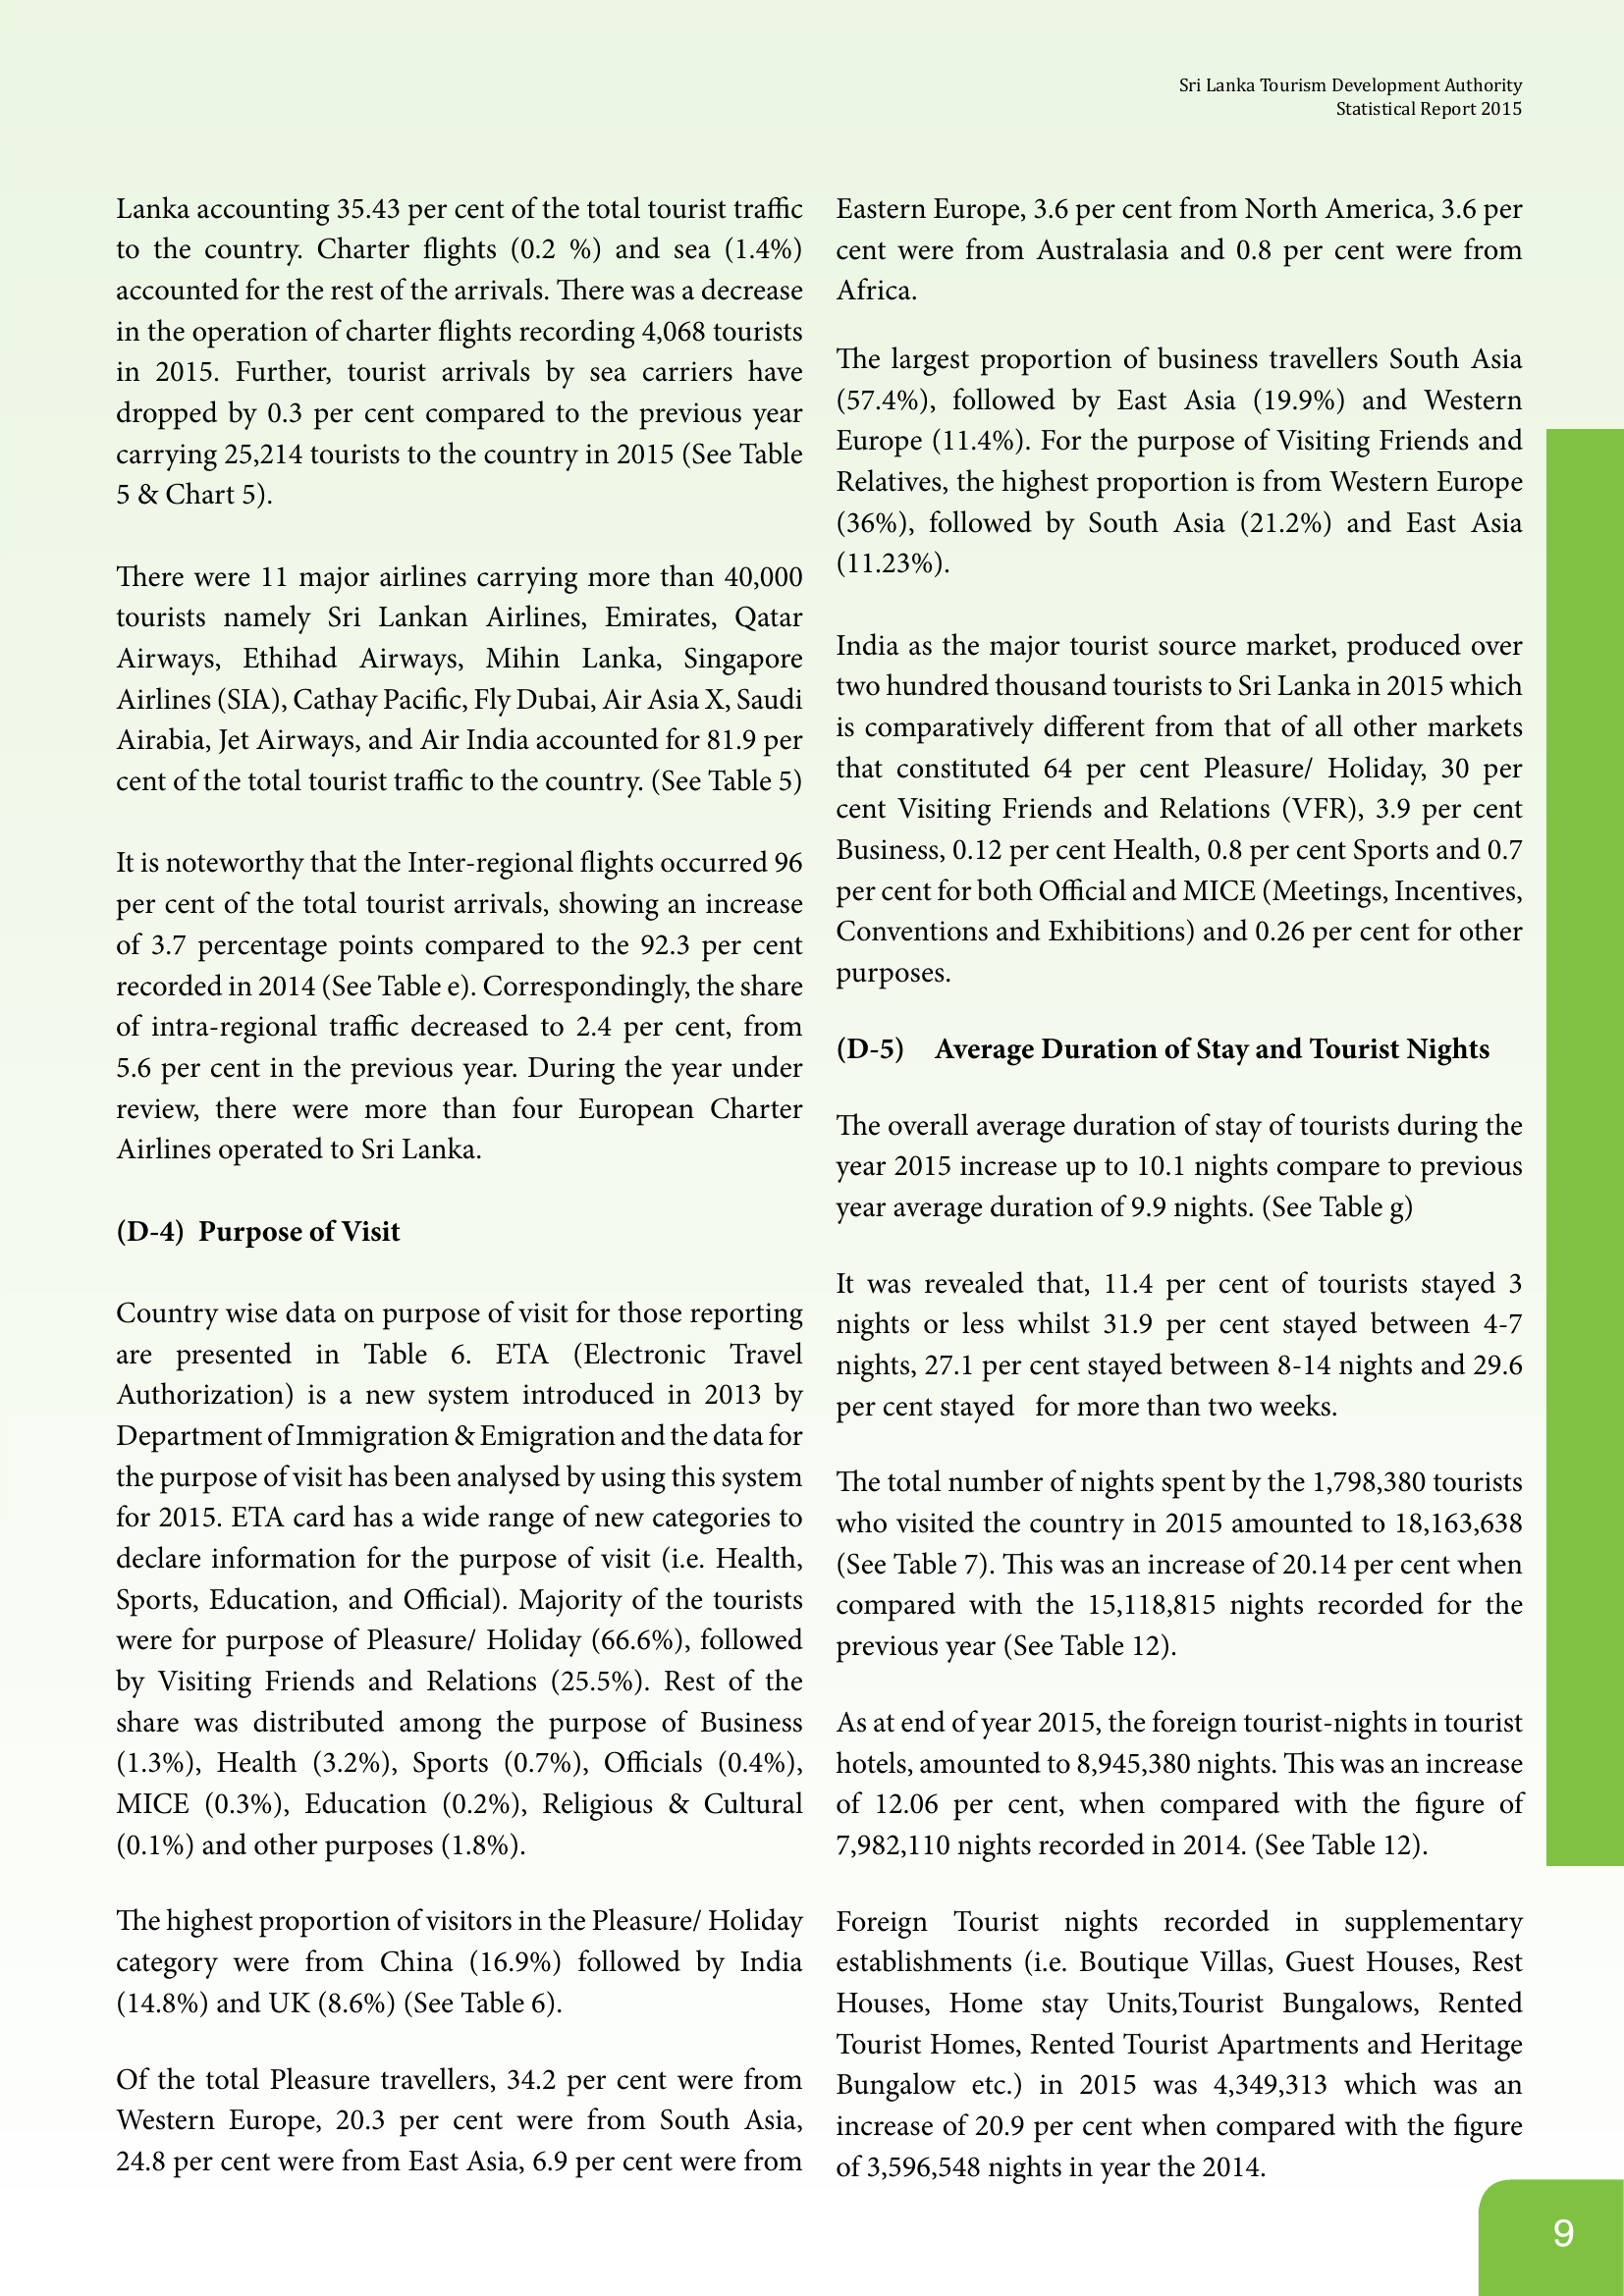 Sri Lanka Tourism Development Authority
Statistical Report 2015
Lanka accounting 35.43 per cent of the total tourist traffic
to the country. Charter flights (0.2 %) and sea (1.4%)
accounted for the rest of the arrivals. There was a decrease
in the operation of charter flights recording 4,068 tourists
in 2015. Further, tourist arrivals by sea carriers have
dropped by 0.3 per cent compared to the previous year
carrying 25,214 tourists to the country in 2015 (See Table
5 & Chart 5).
There were 11 major airlines carrying more than 40,000
tourists namely Sri Lankan Airlines, Emirates, Qatar
Airways, Ethihad Airways, Mihin Lanka, Singapore
Airlines (SIA), Cathay Pacific, Fly Dubai, Air Asia X, Saudi
Airabia, Jet Airways, and Air India accounted for 81.9 per
cent of the total tourist traffic to the country. (See Table 5)
It is noteworthy that the Inter-regional flights occurred 96
per cent of the total tourist arrivals, showing an increase
of 3.7 percentage points compared to the 92.3 per cent
recorded in 2014 (See Table e). Correspondingly, the share
of intra-regional traffic decreased to 2.4 per cent, from
5.6 per cent in the previous year. During the year under
review, there were more than four European Charter
Airlines operated to Sri Lanka.
(D-4) Purpose of Visit
Country wise data on purpose of visit for those reporting
are presented in Table 6. ETA (Electronic Travel
Authorization) is a new system introduced in 2013 by
Department of Immigration & Emigration and the data for
the purpose of visit has been analysed by using this system
for 2015. ETA card has a wide range of new categories to
declare information for the purpose of visit (i.e. Health,
Sports, Education, and Official). Majority of the tourists
were for purpose of Pleasure/ Holiday (66.6%), followed
by Visiting Friends and Relations (25.5%). Rest of the
share was distributed among the purpose of Business
(1.3%), Health (3.2%), Sports (0.7%), Officials (0.4%),
MICE (0.3%), Education (0.2%), Religious & Cultural
(0.1%) and other purposes (1.8%).
The highest proportion of visitors in the Pleasure/ Holiday
category were from China (16.9%) followed by India
(14.8%) and UK (8.6%) (See Table 6).
Of the total Pleasure travellers, 34.2 per cent were from
Western Europe, 20.3 per cent were from South Asia,
24.8 per cent were from East Asia, 6.9 per cent were from
Eastern Europe, 3.6 per cent from North America, 3.6 per
cent were from Australasia and 0.8 per cent were from
Africa.
The largest proportion of business travellers South Asia
(57.4%), followed by East Asia (19.9%) and Western
Europe (11.4%). For the purpose of Visiting Friends and
Relatives, the highest proportion is from Western Europe
(36%), followed by South Asia (21.2%) and East Asia
(11.23%).
India as the major tourist source market, produced over
two hundred thousand tourists to Sri Lanka in 2015 which
is comparatively different from that of all other markets
that constituted 64 per cent Pleasure/ Holiday, 30 per
cent Visiting Friends and Relations (VFR), 3.9 per cent
Business, 0.12 per cent Health, 0.8 per cent Sports and 0.7
per cent for both Official and MICE (Meetings, Incentives,
Conventions and Exhibitions) and 0.26 per cent for other
purposes.
(D-5) Average Duration of Stay and Tourist Nights
The overall average duration of stay of tourists during the
year 2015 increase up to 10.1 nights compare to previous
year average duration of 9.9 nights. (See Table g)
It was revealed that, 11.4 per cent of tourists stayed 3
nights or less whilst 31.9 per cent stayed between 4-7
nights, 27.1 per cent stayed between 8-14 nights and 29.6
per cent stayed for more than two weeks.
The total number of nights spent by the 1,798,380 tourists
who visited the country in 2015 amounted to 18,163,638
(See Table 7). This was an increase of 20.14 per cent when
compared with the 15,118,815 nights recorded for the
previous year (See Table 12).
As at end of year 2015, the foreign tourist-nights in tourist
hotels, amounted to 8,945,380 nights. This was an increase
of 12.06 per cent, when compared with the figure of
7,982,110 nights recorded in 2014. (See Table 12).
Foreign Tourist nights recorded in supplementary
establishments (i.e. Boutique Villas, Guest Houses, Rest
Houses, Home stay Units,Tourist Bungalows, Rented
Tourist Homes, Rented Tourist Apartments and Heritage
Bungalow etc.) in 2015 was 4,349,313 which was an
increase of 20.9 per cent when compared with the figure
of 3,596,548 nights in year the 2014.
9